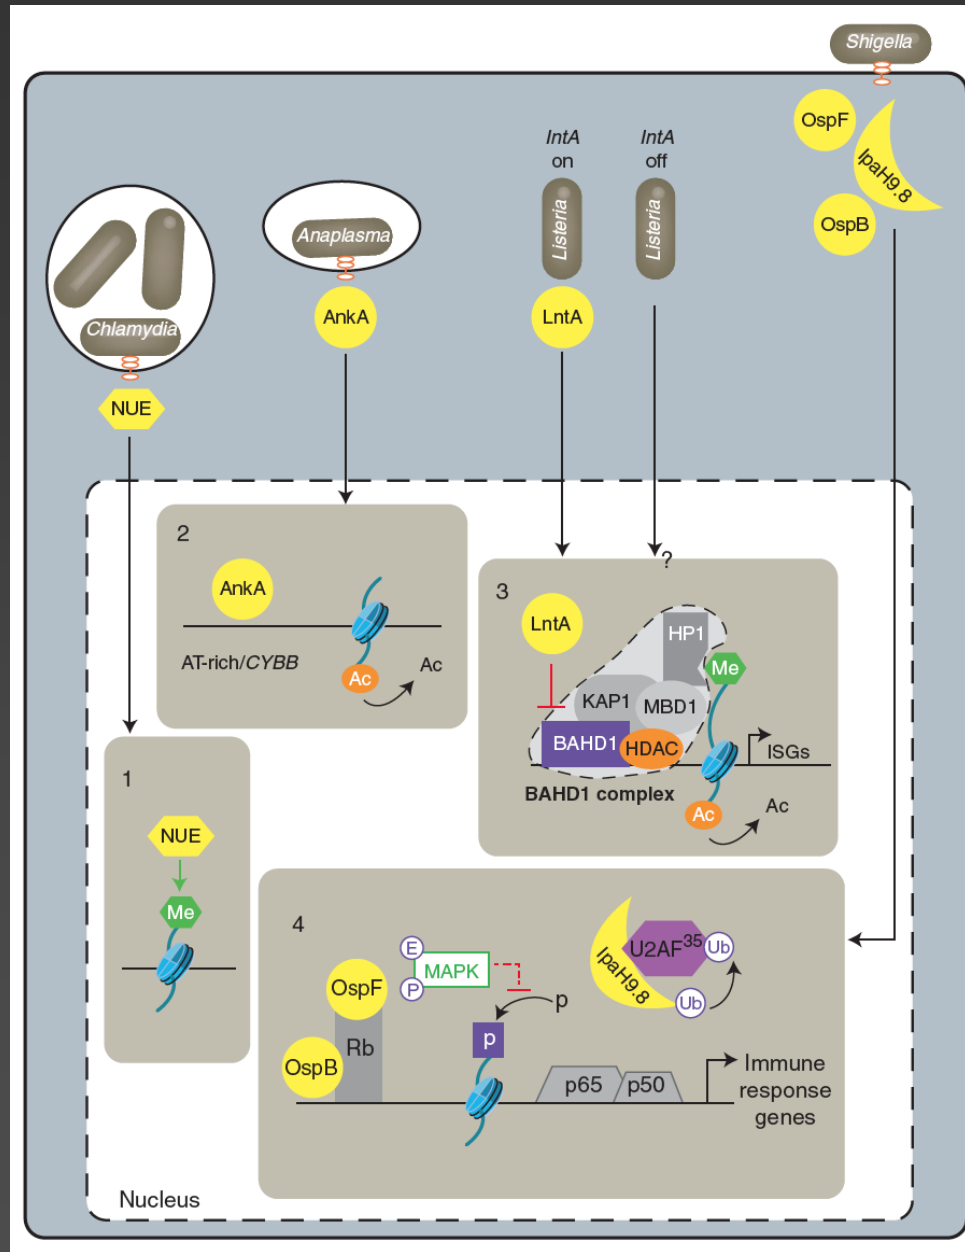 Shigella
OspF
IpaH9.8
OspB
IntA
on
IntA
off
Listeria
Listeria
Anaplasma
Chlamydia
AnkA
LntA
NUE
2
AnkA
AT-rich/CYBB
Ac
Ac
?
3
LntA
HP1
Me
KAP1
MBD1
BAHD1
HDAC
ISGs
BAHD1 complex
Ac
Ac
1
NUE
Me
4
E
MAPK
P
OspF
p
U2AF35
Ub
IpaH9.8
Ub
p
Rb
OspB
p65
p50
Immune
response
genes
Nucleus